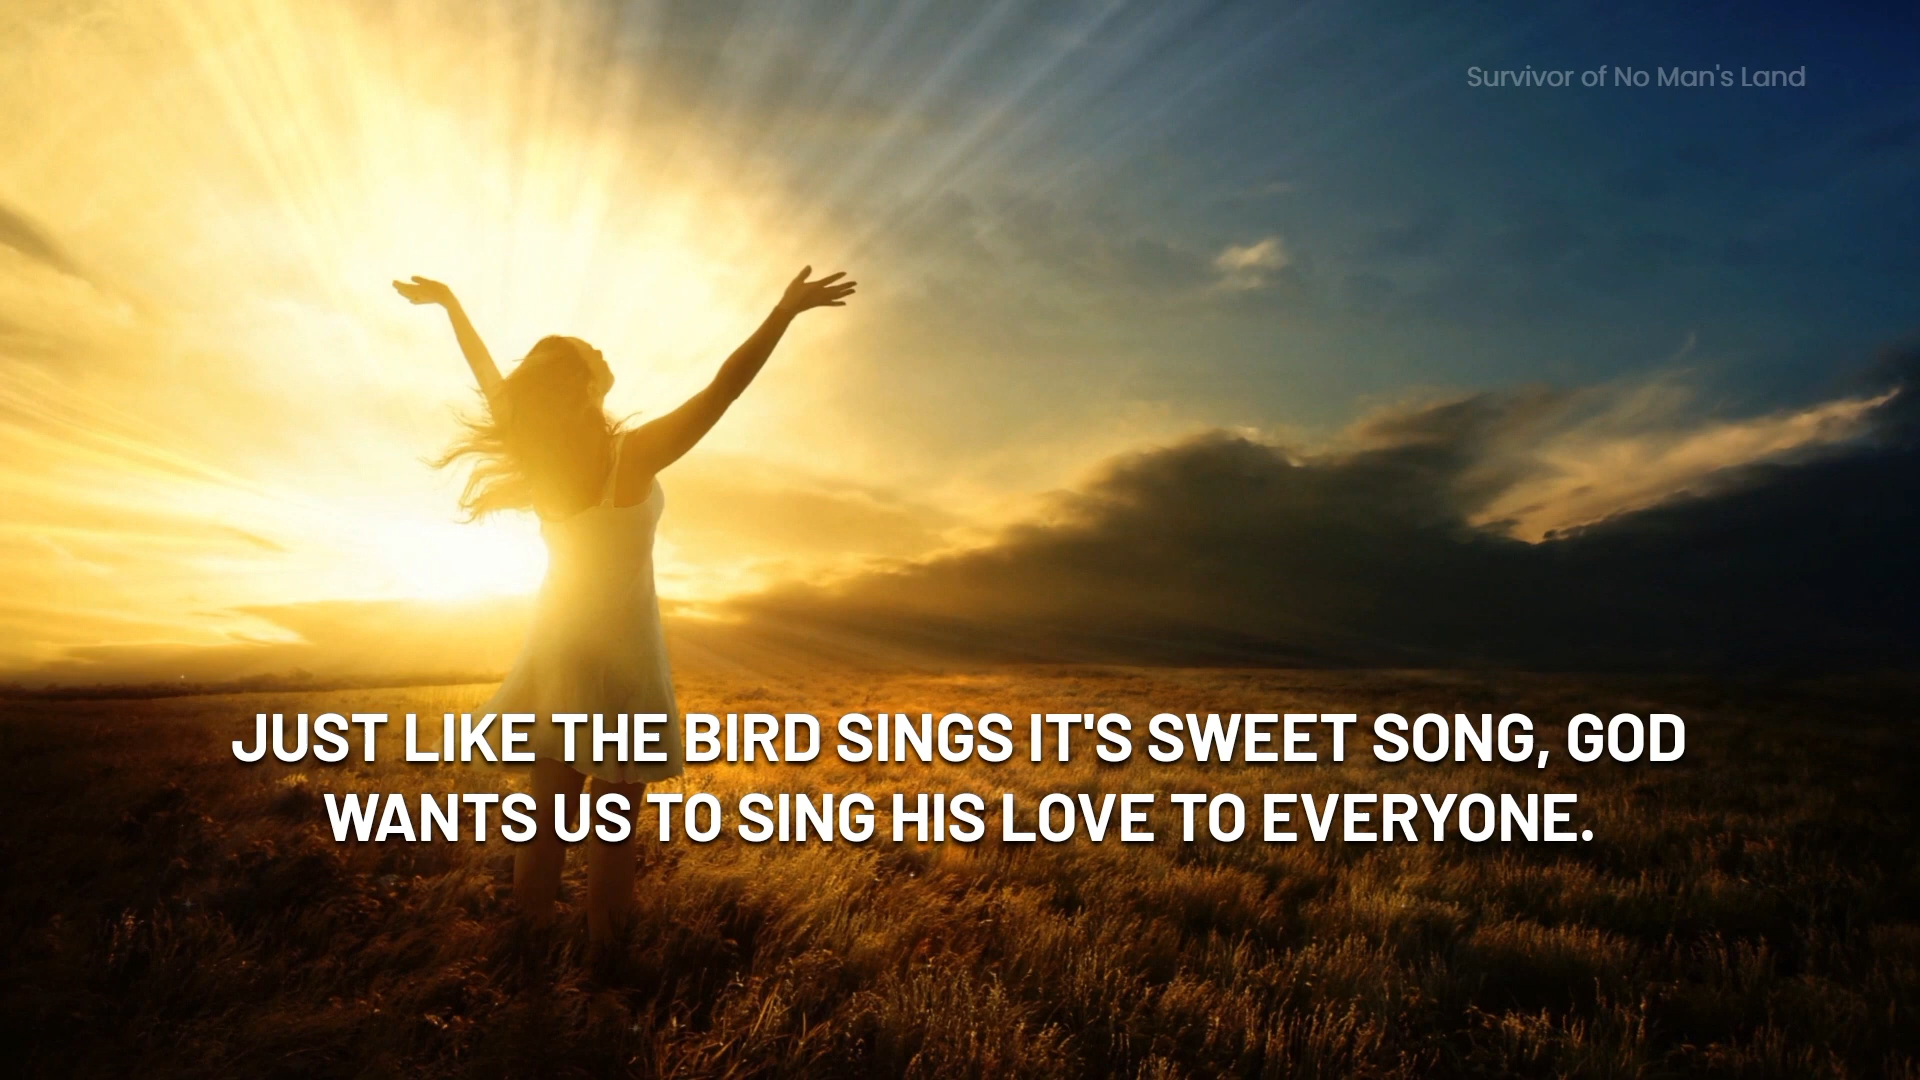 Survivor of No Man's Land
JUST LIKE THE BIRD SINGS IT'S SWEET SONG, GOD
WANTS US TO SING HIS LOVE TO EVERYONE.